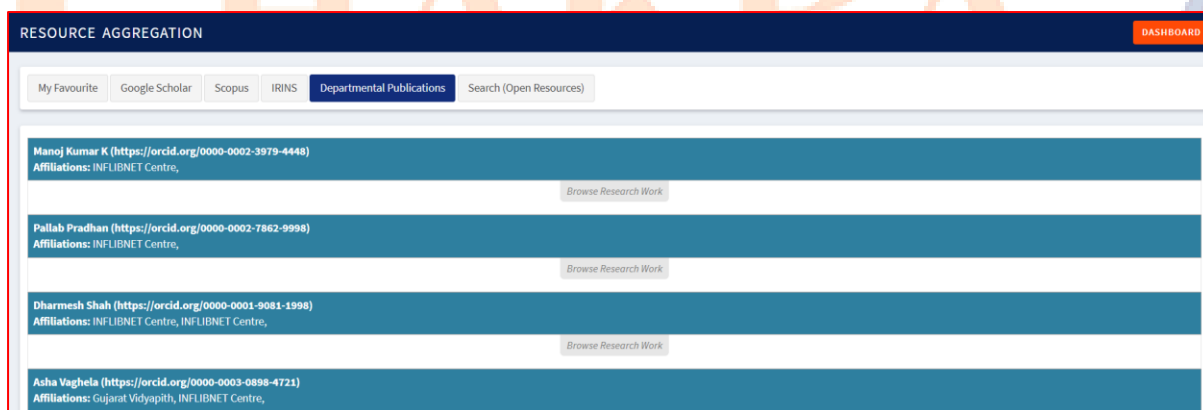 RESOURCE AGGREGATION
DASHBOARD
My Favourite Google Scholar Scopus IRINS Departmental Publications Search (Open Resources)
Manoj Kumar K (https://orcid.org/0000-0002-3979-4448)
Affiliations: INFLIBNET Centre,
Browse Research Work
Pallab Pradhan (https://orcid.org/0000-0002-7862-9998)
Affiliations: INFLIBNET Centre,
Browse Research Work
Dharmesh Shah (https://orcid.org/0000-0001-9081-1998)
Affiliations: INFLIBNET Centre, INFLIBNET Centre,
Browse Research Work
Asha Vaghela (https://orcid.org/0000-0003-0898-4721)
Affiliations: Gujarat Vidyapith, INFLIBNET Centre,